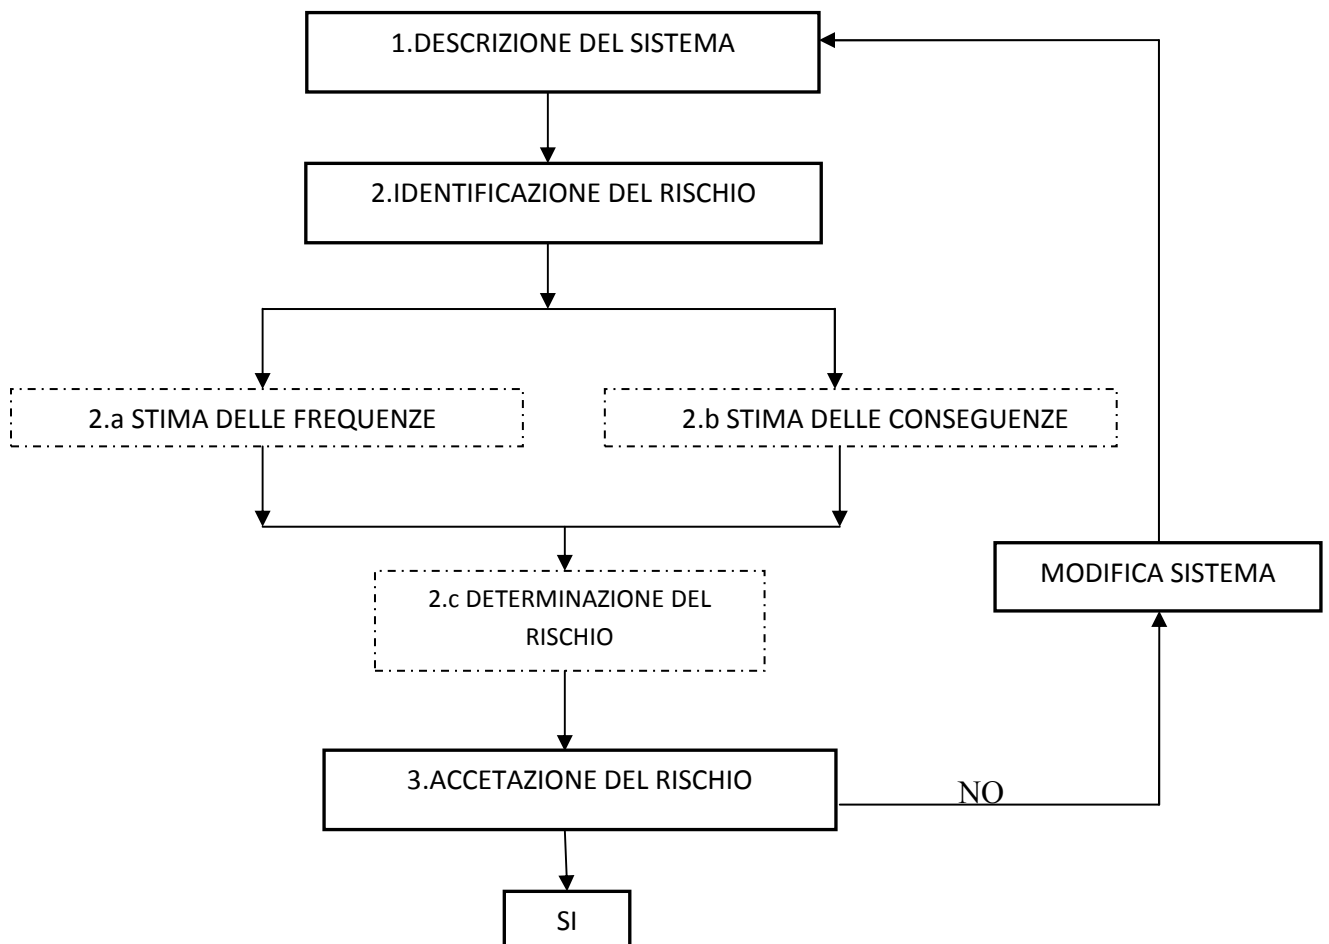 1.DESCRIZIONE DEL SISTEMA
2.IDENTIFICAZIONE DEL RISCHIO
2.a STIMA DELLE FREQUENZE
2.b STIMA DELLE CONSEGUENZE
2.c DETERMINAZIONE DEL
RISCHIO
MODIFICA SISTEMA
3.ACCETAZIONE DEL RISCHIO
NO
SI